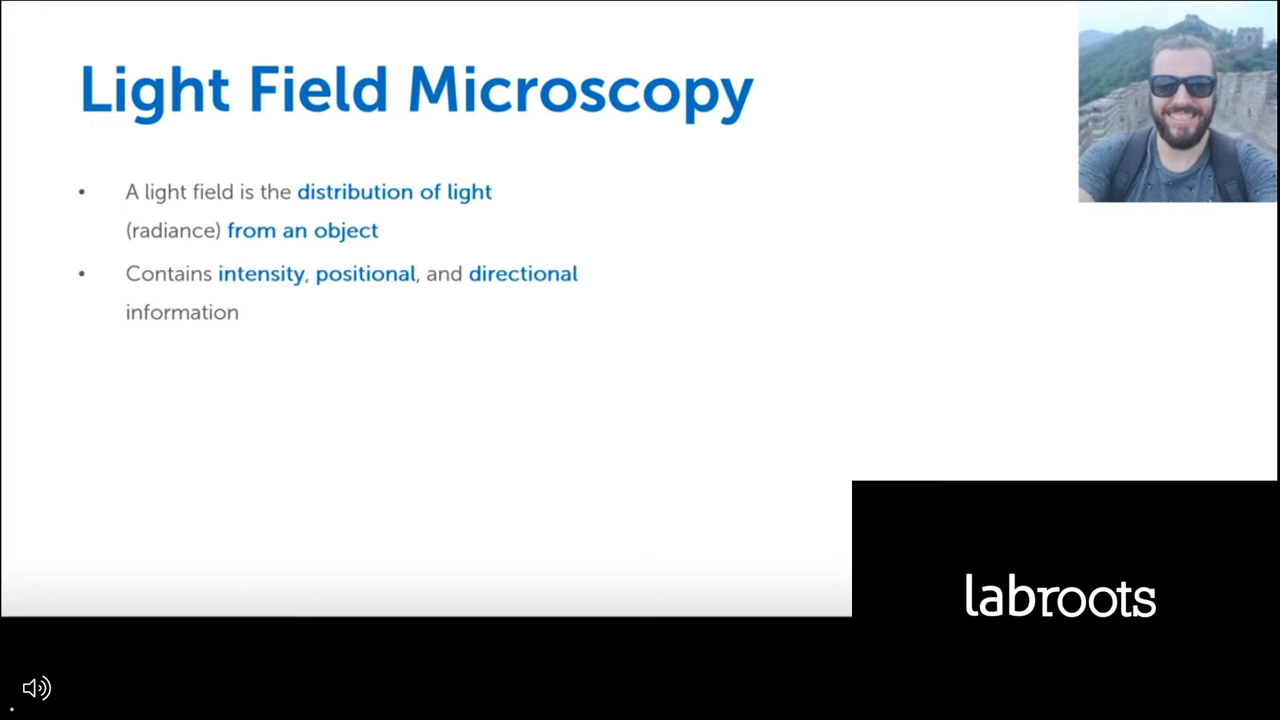 Light Field Microscopy
• A light field is the distribution of light
(radiance) from an object
• Contains intensity, positional, and directional
information
labroots